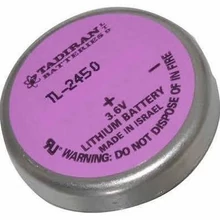 TADIRAN
BATTERIES
TL-2450
+
-
3.6V
LITHIUM BATTERY
MADE IN ISRAEL
WARNING: DO NOT DISPOSE OF IN FIRE